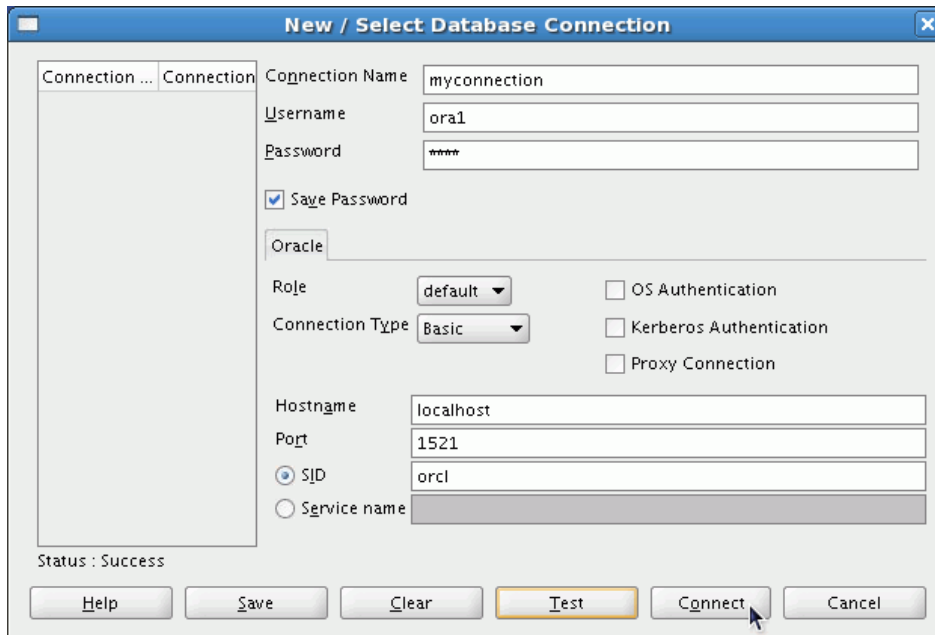 New / Select Database Connection
Connection ... Connection
Connection Name myconnection
Username ora1
Password ****
Save Password
Oracle
Role default
OS Authentication
Connection Type Basic
Kerberos Authentication
Proxy Connection
Hostname localhost
Port 1521
SID orcl
Service name
Status : Success
Help Save Clear Test Connect Cancel